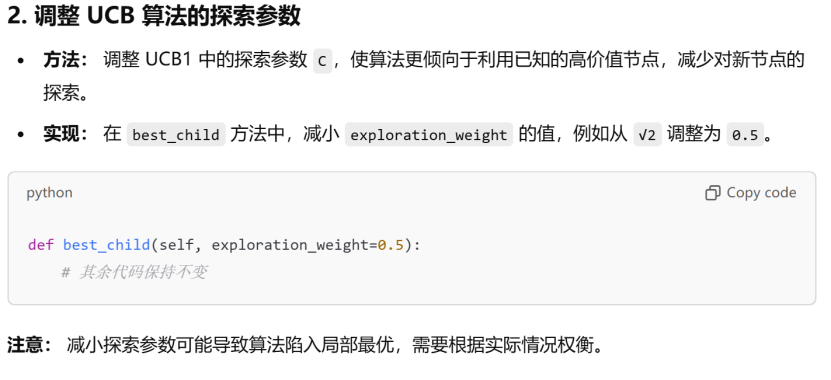 2. 调整 UCB 算法的探索参数
• 方法： 调整 UCB1 中的探索参数 C，使算法更倾向于利用已知的高价值节点，减少对新节点的
探索。
• 实现： 在 best_child 方法中，减小 exploration_weight 的值，例如从 √2 调整为 0.5。
python Copy code
def best_child(self, exploration_weight=0.5):
    # 其余代码保持不变
注意： 减小探索参数可能导致算法陷入局部最优，需要根据实际情况权衡。